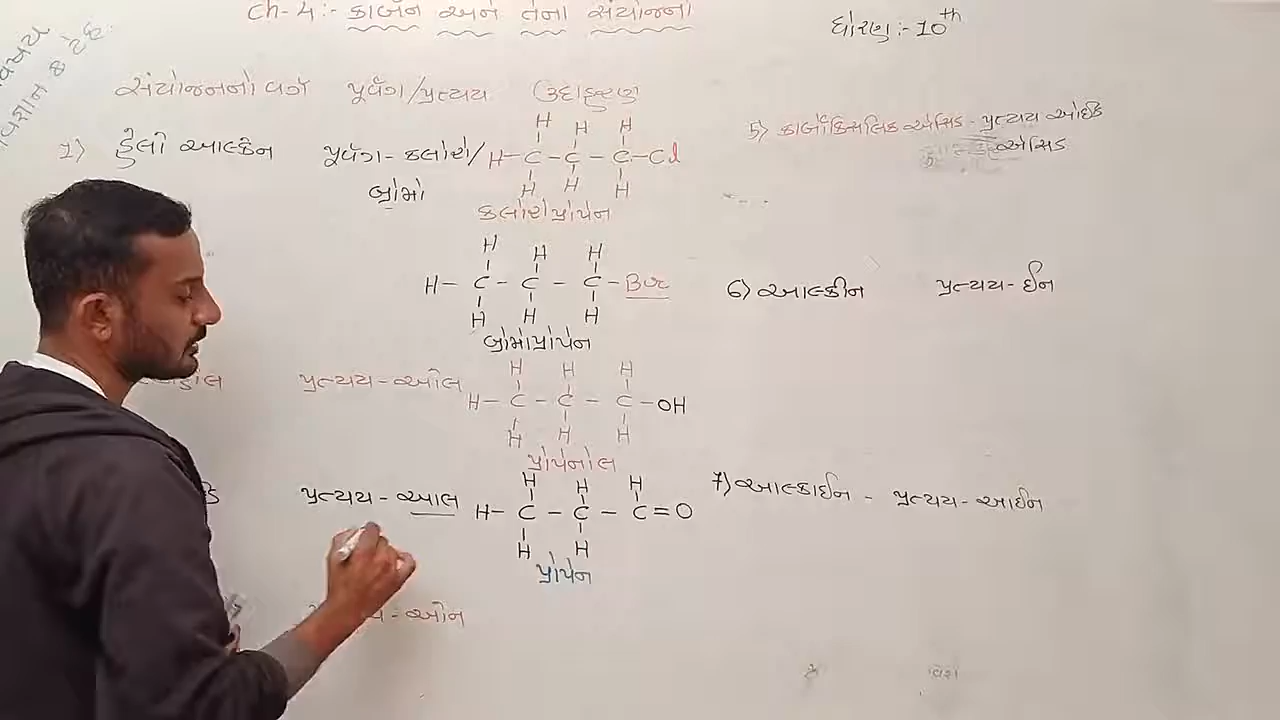 Ch-4:- કાર્બન અને તેના સંયોજનો
ધોરણ:- 10th
સંયોજનનો વર્ગ પૂર્વગ/પ્રત્યય ઉદાહરણ
1) હેલો આલ્કેન પૂર્વગ - ક્લોરો/
બ્રોમો
H H H
H-C-C-C-Cl
H H H
ક્લોરોપ્રોપેન
H H H
H-C-C-C-Br
H H H
બ્રોમોપ્રોપેન
પ્રત્યય-ઓલ
H H H
H-C-C-C-OH
H H H
પ્રોપેનોલ
પ્રત્યય-આલ
H H H
H-C-C-C=O
H H
પ્રોપેન
- ઓન
5) કાર્બોક્સિલિક એસિડ - પ્રત્યય ઓઈક
એસિડ
6) આલ્કીન પ્રત્યય-ઈન
7) આલ્કાઈન - પ્રત્યય-આઈન